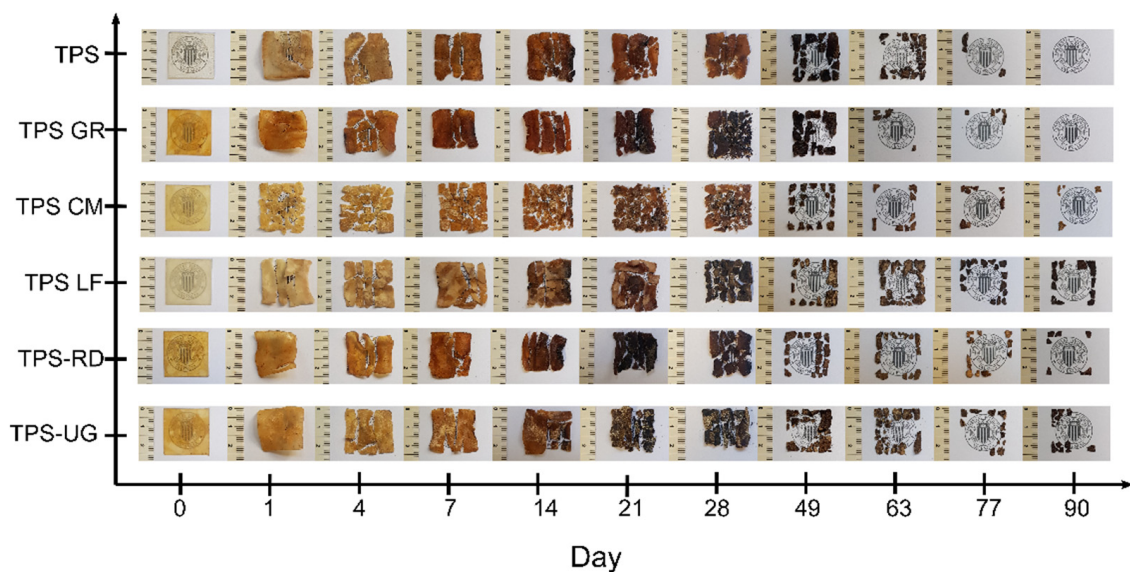 TPS
TPS GR
TPS CM
TPS LF
TPS-RD
TPS-UG
0 1 4 7 14 21 28 49 63 77 90
Day